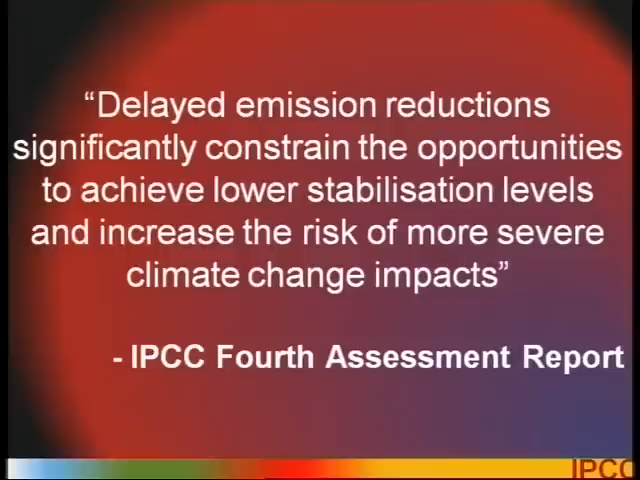 “Delayed emission reductions
significantly constrain the opportunities
to achieve lower stabilisation levels
and increase the risk of more severe
climate change impacts”
- IPCC Fourth Assessment Report
IPCC